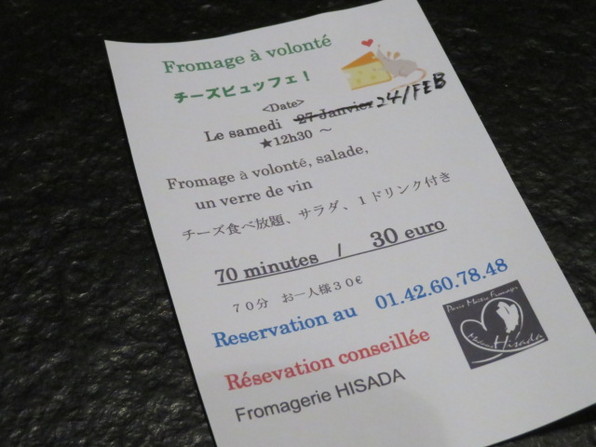 Fromage à volonté
チーズビュッフェ！
<Date>
Le samedi 27 Janvier 24/FEB
★12h30 ～
Fromage à volonté, salade,
un verre de vin
チーズ食べ放題、サラダ、１ドリンク付き
70 minutes / 30 euro
７０分 お一人様３０€
Reservation au 01.42.60.78.48
Résevation conseillée
Fromagerie HISADA
Hisada